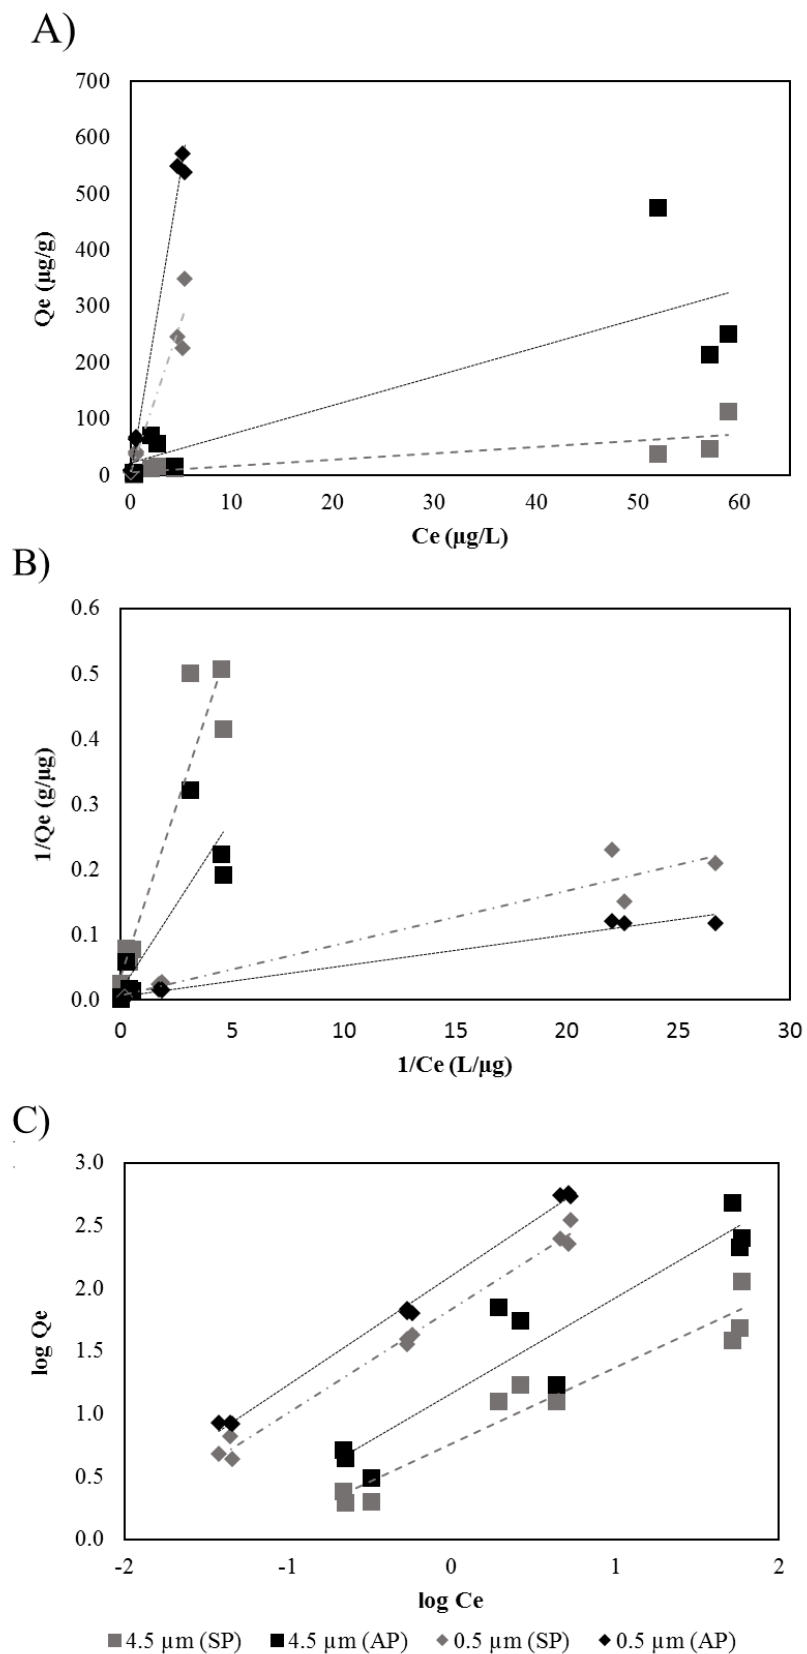 A)
700
600
500
400
300
200
100
0
Qe (µg/g)
0 10 20 30 40 50 60
Ce (µg/L)
B)
0.6
0.5
0.4
0.3
0.2
0.1
0.0
1/Qe (g/µg)
0 5 10 15 20 25 30
1/Ce (L/µg)
C)
3.0
2.5
2.0
1.5
1.0
0.5
0.0
log Qe
-2 -1 0 1 2
log Ce
4.5 µm (SP) 4.5 µm (AP) 0.5 µm (SP) 0.5 µm (AP)